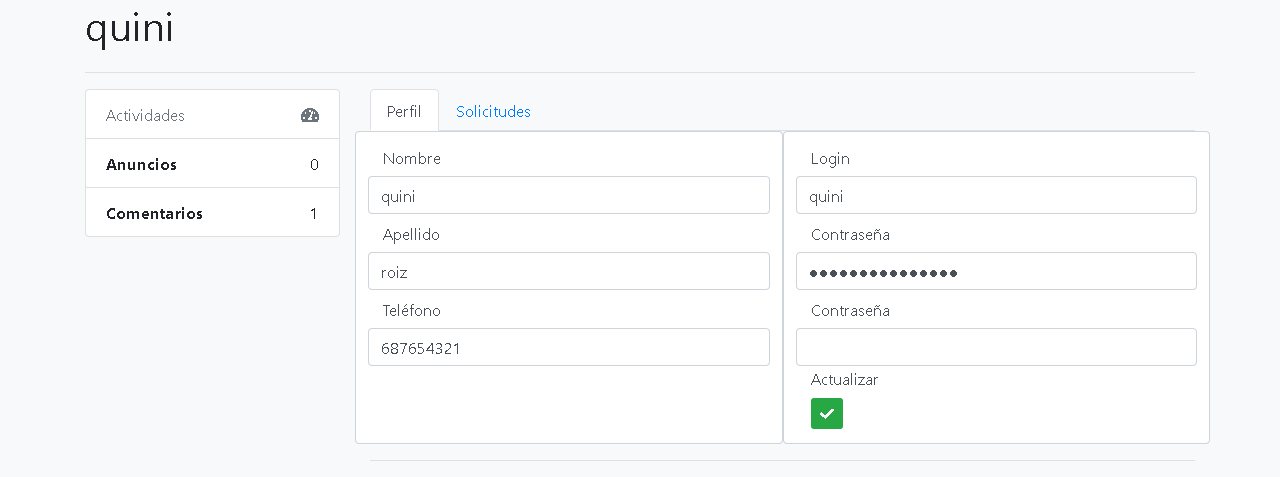 quini
Actividades
Anuncios 0
Comentarios 1
Perfil Solicitudes
Nombre
quini
Apellido
roiz
Teléfono
687654321
Login
quini
Contraseña
●●●●●●●●●●●●●●●
Contraseña
Actualizar